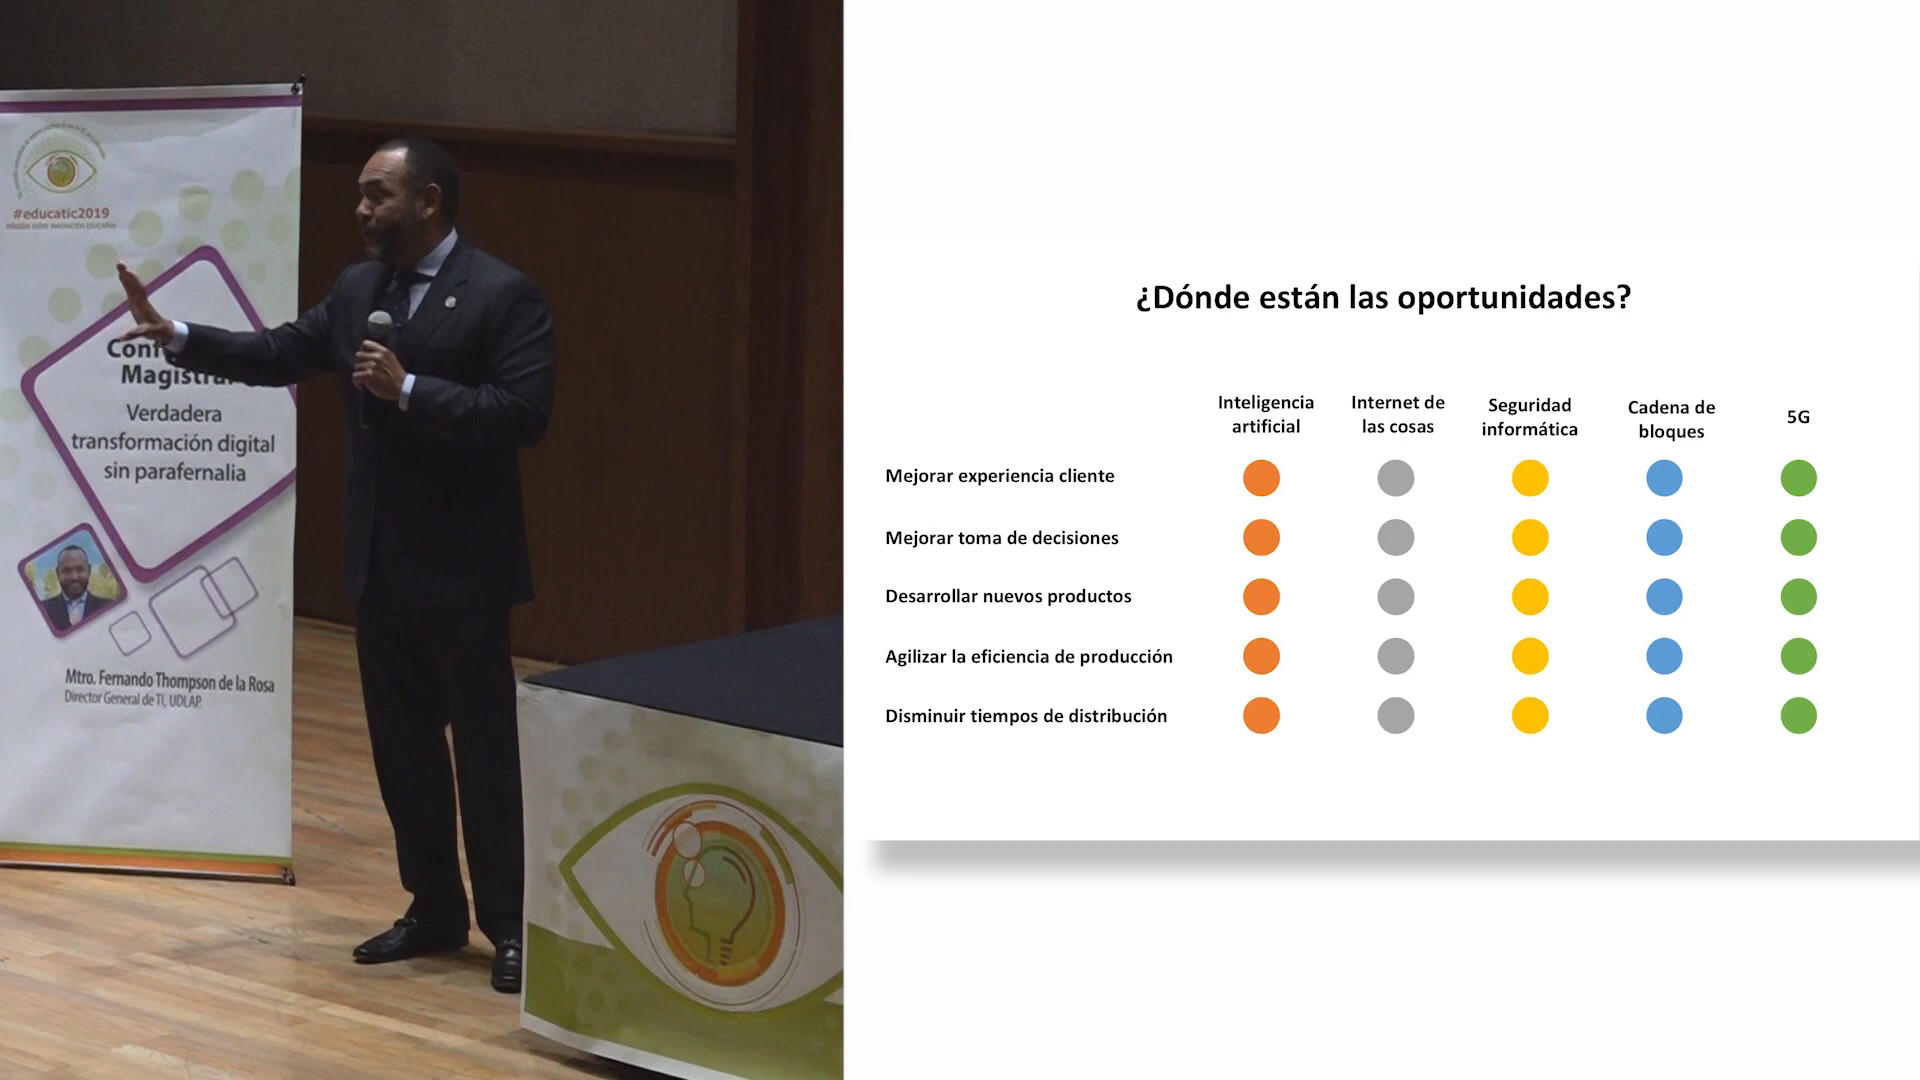 #educatic2019
Magistral
Verdadera
transformación digital
sin parafernalia
Mtro. Fernando Thompson de la Rosa
Director General de TI, UDLAP.
¿Dónde están las oportunidades?
Inteligencia
artificial
Internet de
las cosas
Seguridad
informática
Cadena de
bloques
5G
Mejorar experiencia cliente
Mejorar toma de decisiones
Desarrollar nuevos productos
Agilizar la eficiencia de producción
Disminuir tiempos de distribución